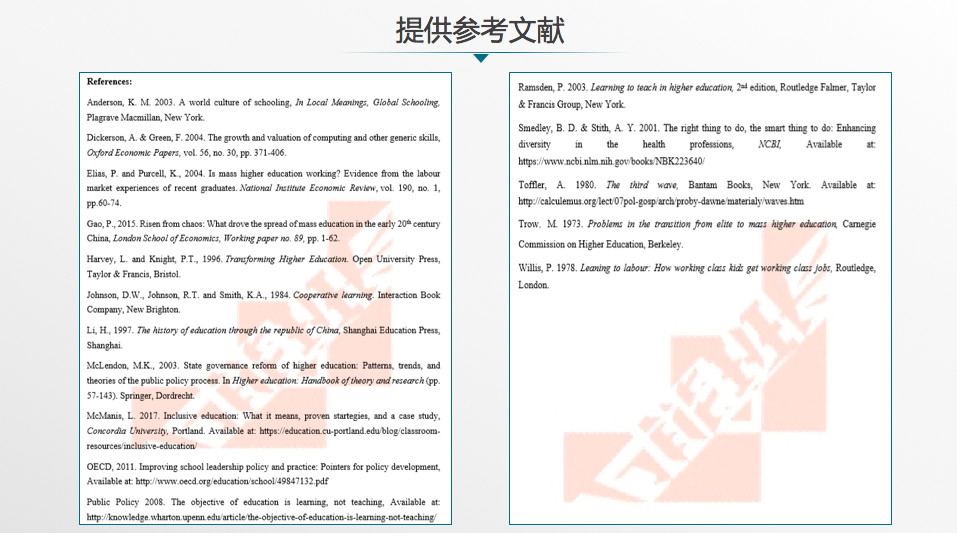 提供参考文献
References:
Anderson, K. M. 2003. A world culture of schooling, In Local Meanings, Global Schooling,
Plagrave Macmillan, New York.
Dickerson, A. & Green, F. 2004. The growth and valuation of computing and other generic skills,
Oxford Economic Papers, vol. 56, no. 30, pp. 371-406.
Elias, P. and Purcell, K., 2004. Is mass higher education working? Evidence from the labour
market experiences of recent graduates. National Institute Economic Review, vol. 190, no. 1,
pp.60-74.
Gao, P., 2015. Risen from chaos: What drove the spread of mass education in the early 20th century
China, London School of Economics, Working paper no. 89, pp. 1-62.
Harvey, L. and Knight, P.T., 1996. Transforming Higher Education. Open University Press,
Taylor & Francis, Bristol.
Johnson, D.W., Johnson, R.T. and Smith, K.A., 1984. Cooperative learning. Interaction Book
Company, New Brighton.
Li, H., 1997. The history of education through the republic of China, Shanghai Education Press,
Shanghai.
McLendon, M.K., 2003. State governance reform of higher education: Patterns, trends, and
theories of the public policy process. In Higher education: Handbook of theory and research (pp.
57-143). Springer, Dordrecht.
McManis, L. 2017. Inclusive education: What it means, proven startegies, and a case study,
Concordia University, Portland. Available at: https://education.cu-portland.edu/blog/classroom-
resources/inclusive-education/
OECD, 2011. Improving school leadership policy and practice: Pointers for policy development,
Available at: http://www.oecd.org/education/school/49847132.pdf
Public Policy 2008. The objective of education is learning, not teaching, Available at:
http://knowledge.wharton.upenn.edu/article/the-objective-of-education-is-learning-not-teaching/
Ramsden, P. 2003. Learning to teach in higher education, 2nd edition, Routledge Falmer, Taylor
& Francis Group, New York.
Smedley, B. D. & Stith, A. Y. 2001. The right thing to do, the smart thing to do: Enhancing
diversity in the health professions, NCBI, Available at:
https://www.ncbi.nlm.nih.gov/books/NBK223640/
Toffler, A. 1980. The third wave, Bantam Books, New York. Available at:
http://calculemus.org/lect/07pol-gosp/arch/proby-dawne/materialy/waves.htm
Trow. M. 1973. Problems in the transition from elite to mass higher education, Carnegie
Commission on Higher Education, Berkeley.
Willis, P. 1978. Leaning to labour: How working class kids get working class jobs, Routledge,
London.